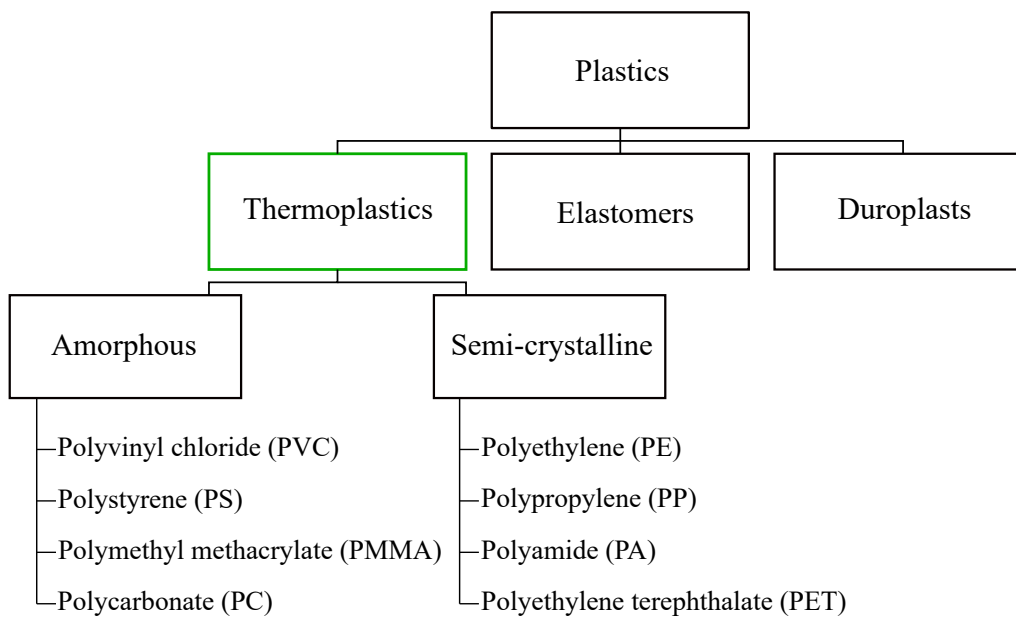 Plastics
Thermoplastics
Elastomers
Duroplasts
Amorphous
Semi-crystalline
Polyvinyl chloride (PVC)
Polystyrene (PS)
Polymethyl methacrylate (PMMA)
Polycarbonate (PC)
Polyethylene (PE)
Polypropylene (PP)
Polyamide (PA)
Polyethylene terephthalate (PET)